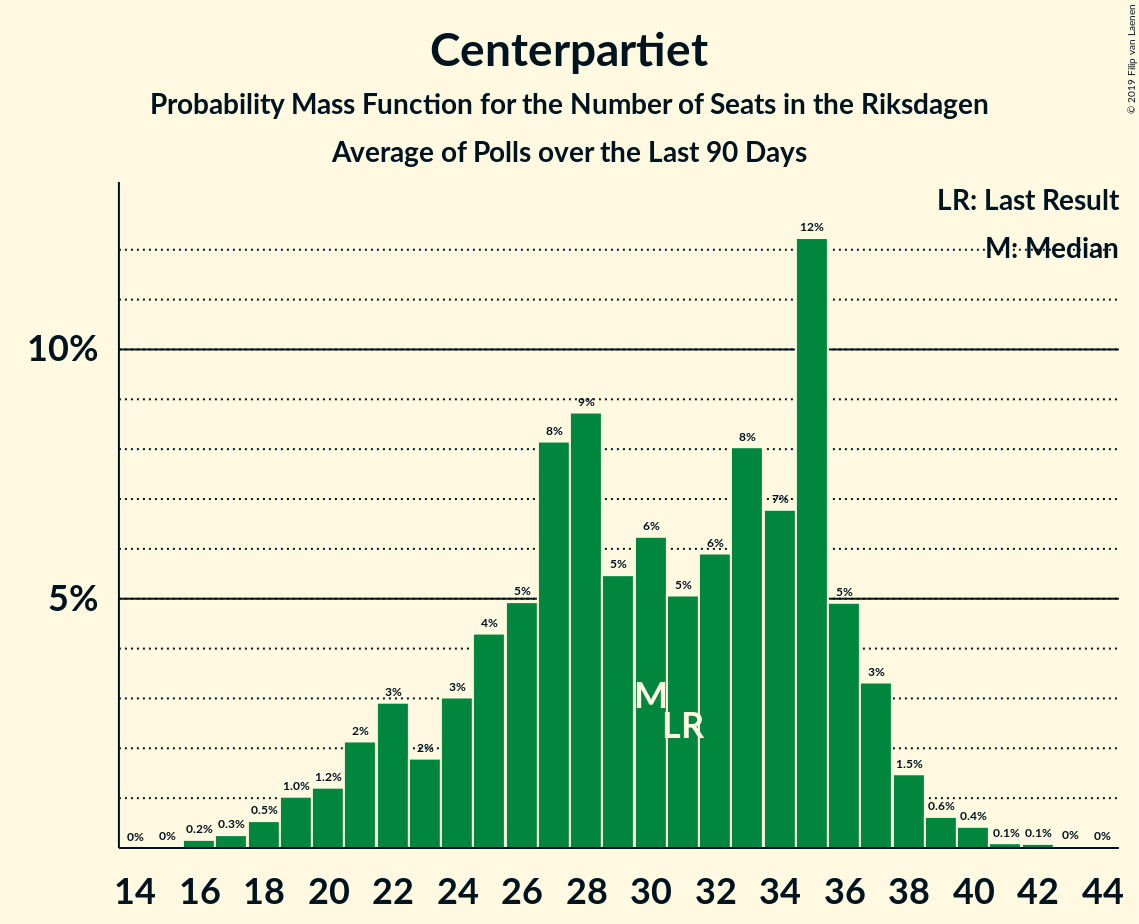 © 2019 Filip van Laenen
Centerpartiet
Probability Mass Function for the Number of Seats in the Riksdagen
Average of Polls over the Last 90 Days
LR: Last Result
M: Median
10%
5%
0% 0% 0.2% 0.3% 0.5% 1.0% 1.2% 2% 3% 2% 3% 4% 5% 8% 9% 5% 6% 5% 6% 8% 7% 12% 5% 3% 1.5% 0.6% 0.4% 0.1% 0.1% 0% 0%
M
LR
14 16 18 20 22 24 26 28 30 32 34 36 38 40 42 44